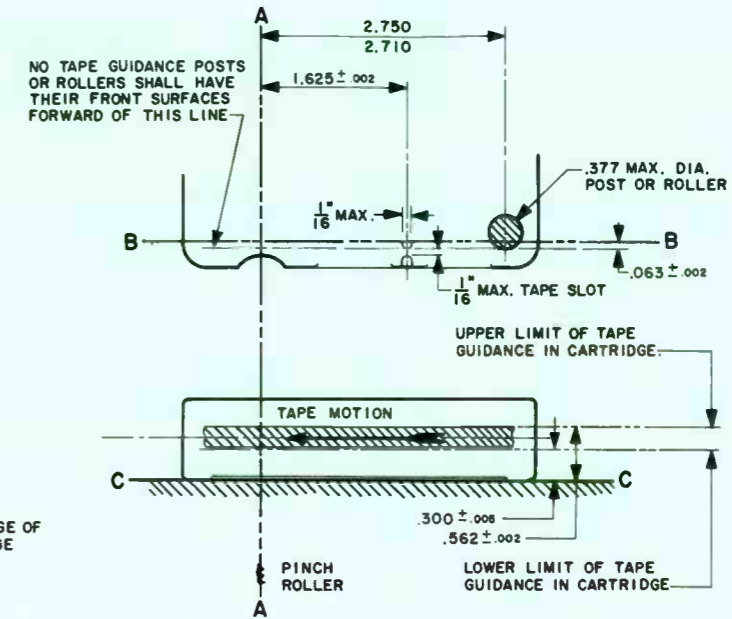 A
2.750
2.710
NO TAPE GUIDANCE POSTS
OR ROLLERS SHALL HAVE
THEIR FRONT SURFACES
FORWARD OF THIS LINE
1.625 ± .002
.377 MAX. DIA.
POST OR ROLLER
1/16" MAX.
B
B
.063 ± .002
1/16" MAX. TAPE SLOT
UPPER LIMIT OF TAPE
GUIDANCE IN CARTRIDGE.
TAPE MOTION
C
C
.300 ± .005
.562 ± .002
GE OF
GE
PINCH
ROLLER
LOWER LIMIT OF TAPE
GUIDANCE IN CARTRIDGE
A